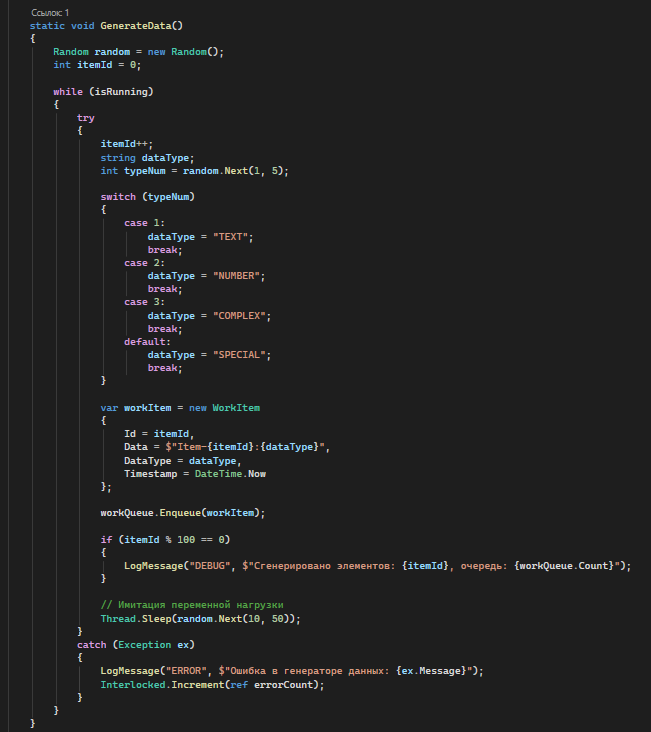 Ссылок: 1
static void GenerateData()
{
Random random = new Random();
int itemId = 0;
while (isRunning)
{
try
{
itemId++;
string dataType;
int typeNum = random.Next(1, 5);
switch (typeNum)
{
case 1:
dataType = "TEXT";
break;
case 2:
dataType = "NUMBER";
break;
case 3:
dataType = "COMPLEX";
break;
default:
dataType = "SPECIAL";
break;
}
var workItem = new WorkItem
{
Id = itemId,
Data = $"Item-{itemId}:{dataType}",
DataType = dataType,
Timestamp = DateTime.Now
};
workQueue.Enqueue(workItem);
if (itemId % 100 == 0)
{
LogMessage("DEBUG", $"Сгенерировано элементов: {itemId}, очередь: {workQueue.Count}");
}
// Имитация переменной нагрузки
Thread.Sleep(random.Next(10, 50));
}
catch (Exception ex)
{
LogMessage("ERROR", $"Ошибка в генераторе данных: {ex.Message}");
Interlocked.Increment(ref errorCount);
}
}
}